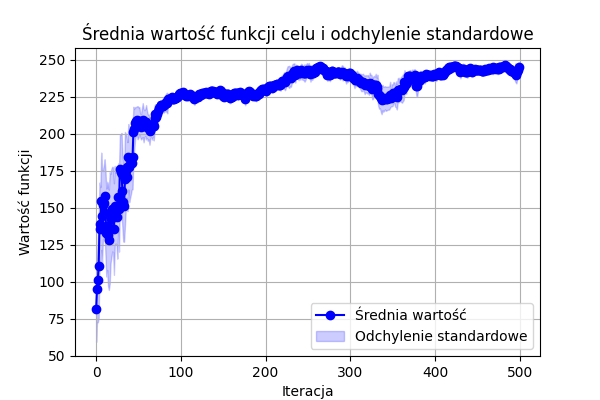 Średnia wartość funkcji celu i odchylenie standardowe
Wartość funkcji
250
225
200
175
150
125
100
75
50
0 100 200 300 400 500
Iteracja
Średnia wartość
Odchylenie standardowe